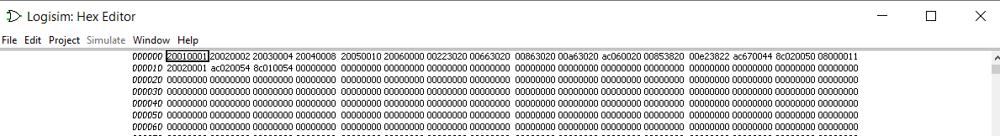 Logisim: Hex Editor
File Edit Project Simulate Window Help
000000 20010001 20020002 20030004 20040008 20050010 20060000 00223020 00663020 00863020 00a63020 ac060020 00853820 00e23822 ac670044 8c020050 08000011
000010 20020001 ac020054 8c010054 00000000 00000000 00000000 00000000 00000000 00000000 00000000 00000000 00000000 00000000 00000000 00000000 00000000
000020 00000000 00000000 00000000 00000000 00000000 00000000 00000000 00000000 00000000 00000000 00000000 00000000 00000000 00000000 00000000 00000000
000030 00000000 00000000 00000000 00000000 00000000 00000000 00000000 00000000 00000000 00000000 00000000 00000000 00000000 00000000 00000000 00000000
000040 00000000 00000000 00000000 00000000 00000000 00000000 00000000 00000000 00000000 00000000 00000000 00000000 00000000 00000000 00000000 00000000
000050 00000000 00000000 00000000 00000000 00000000 00000000 00000000 00000000 00000000 00000000 00000000 00000000 00000000 00000000 00000000 00000000
000060 00000000 00000000 00000000 00000000 00000000 00000000 00000000 00000000 00000000 00000000 00000000 00000000 00000000 00000000 00000000 00000000